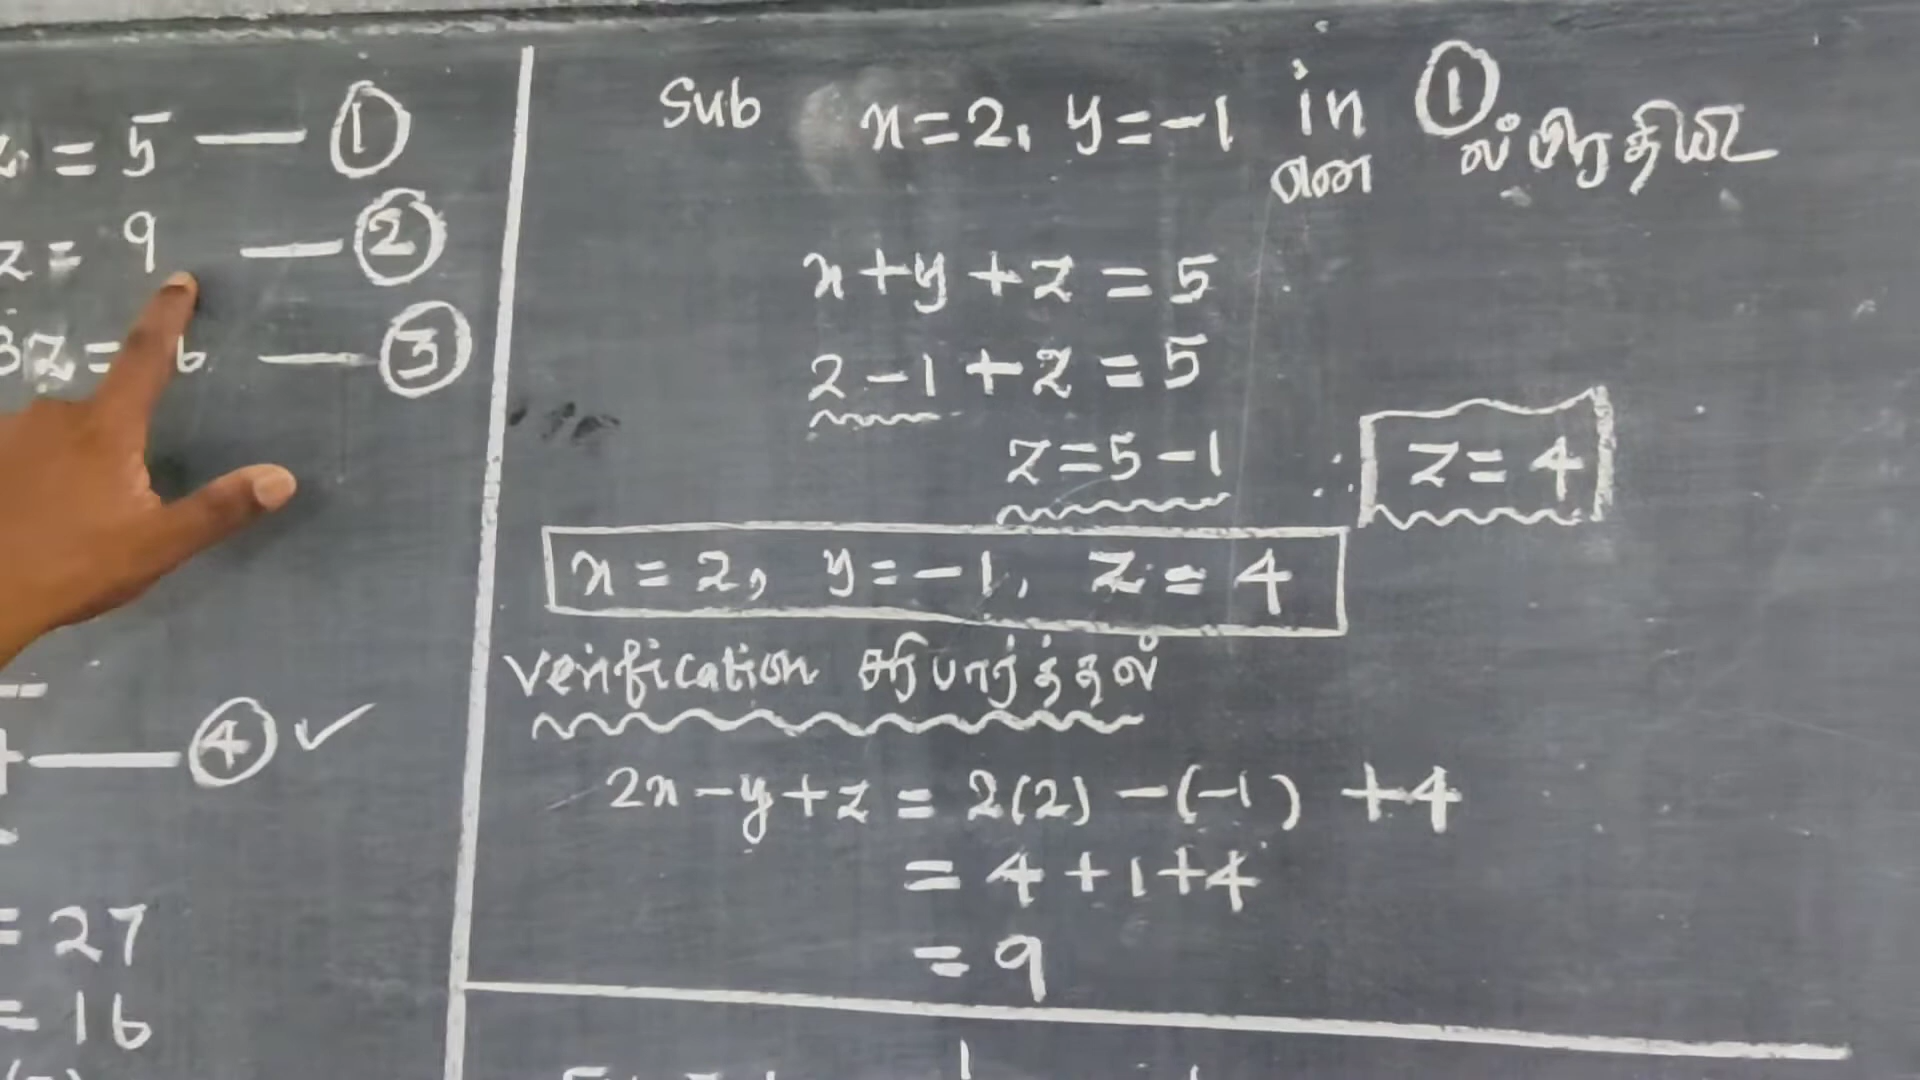 = 5 — ①
z = 9 — ②
3z = 6 — ③
④ ✓
= 27
= 16
Sub x=2, y=-1 in ①
என ல் பிரதியிட
x+y+z = 5
2-1+z = 5
z=5-1 ∴ z=4
x=2, y=-1, z=4
Verification சரிபார்த்தல்
2x-y+z = 2(2) -(-1) +4
= 4+1+4
= 9